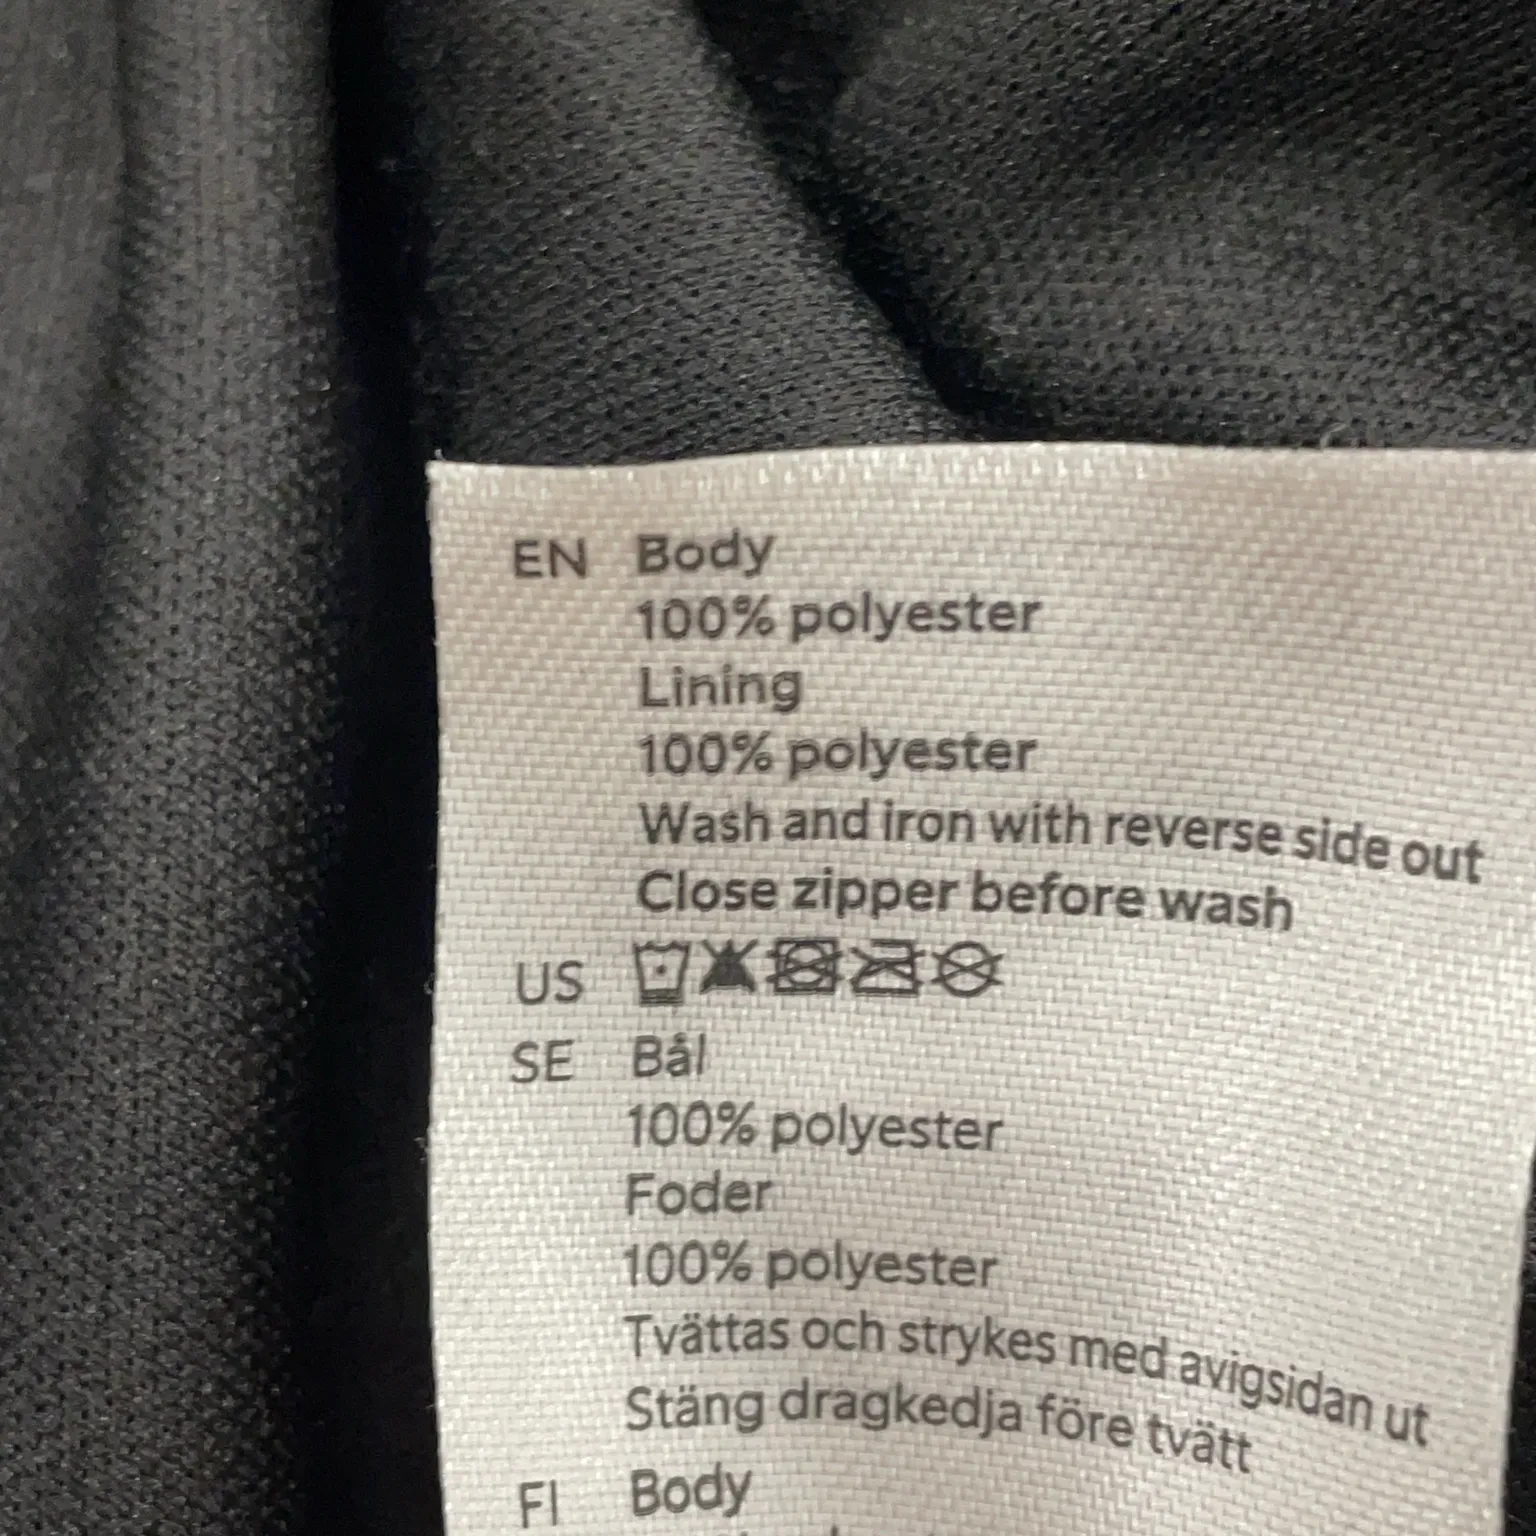 EN Body
100% polyester
Lining
100% polyester
Wash and iron with reverse side out
Close zipper before wash
US
SE Bål
100% polyester
Foder
100% polyester
Tvättas och strykes med avigsidan ut
Stäng dragkedja före tvätt
FI Body